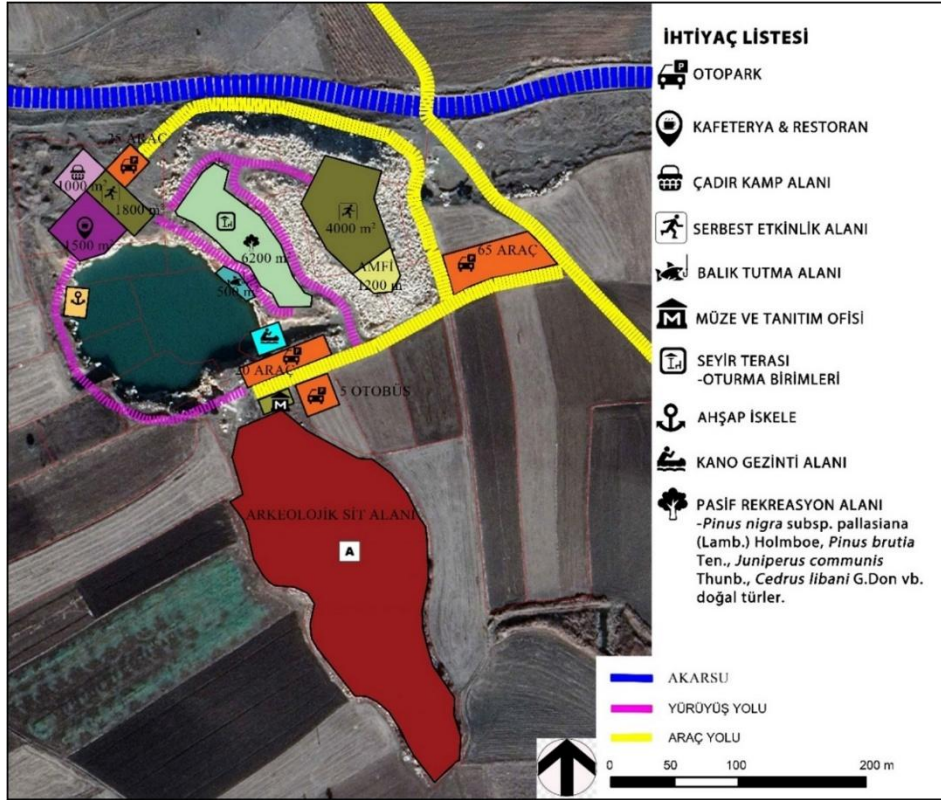 25 ARAÇ
1000 m²
1800 m²
1500 m²
6200 m²
500 m²
4000 m²
AMFİ
1200 m
65 ARAÇ
20 ARAÇ
5 OTOBÜS
M
ARKEOLOJİK SİT ALANI
A
İHTİYAÇ LİSTESİ
P
OTOPARK
KAFETERYA & RESTORAN
ÇADIR KAMP ALANI
SERBEST ETKİNLİK ALANI
BALIK TUTMA ALANI
M
MÜZE VE TANITIM OFİSİ
SEYİR TERASI
-OTURMA BİRİMLERİ
AHŞAP İSKELE
KANO GEZİNTİ ALANI
PASİF REKREASYON ALANI
-Pinus nigra subsp. pallasiana
(Lamb.) Holmboe, Pinus brutia
Ten., Juniperus communis
Thunb., Cedrus libani G.Don vb.
doğal türler.
AKARSU
YÜRÜYÜŞ YOLU
ARAÇ YOLU
0 50 100 200 m